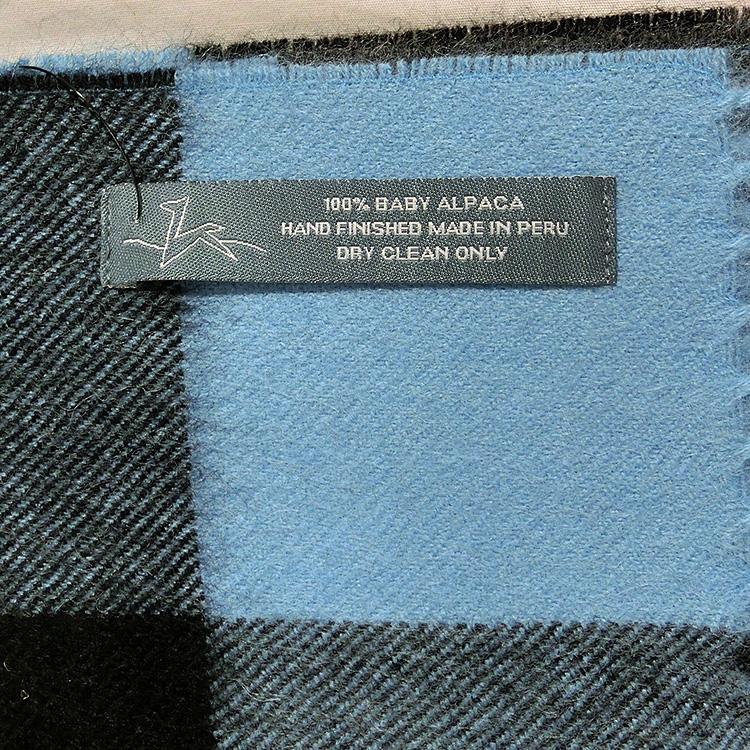 100% BABY ALPACA
HAND FINISHED MADE IN PERU
DRY CLEAN ONLY